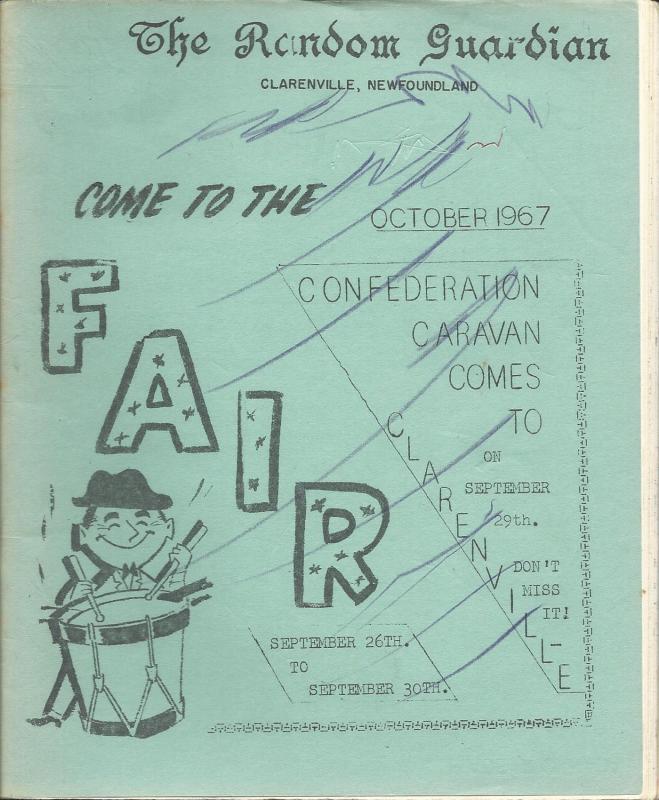 The Random Guardian
CLARENVILLE, NEWFOUNDLAND
COME TO THE
FAIR
OCTOBER 1967
CONFEDERATION
CARAVAN
COMES
TO
CLARENVILLE
ON
SEPTEMBER
29th.
DON'T
MISS
IT!
SEPTEMBER 26TH.
TO
SEPTEMBER 30TH.